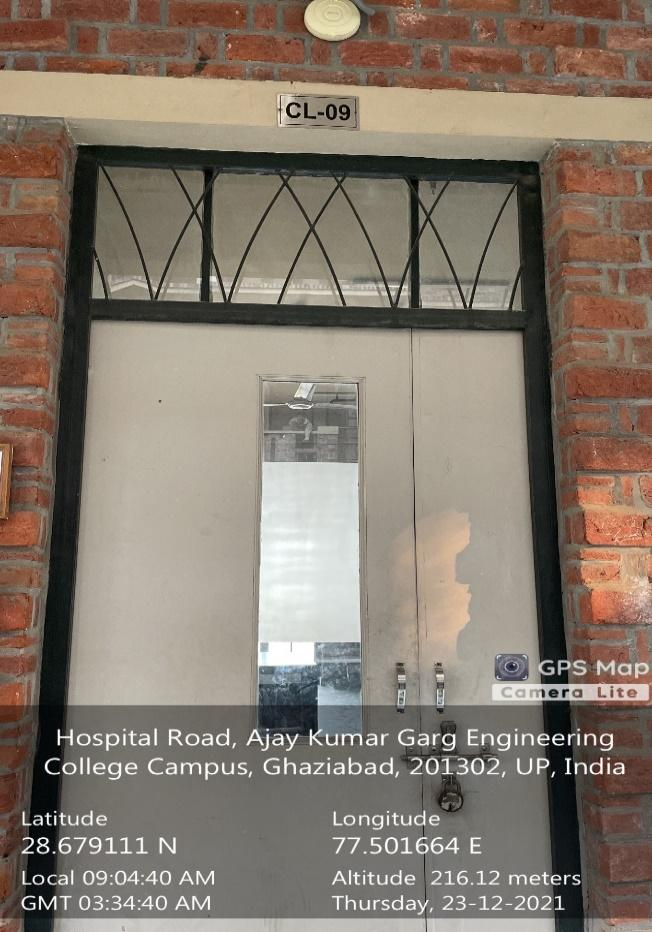 CL-09
GPS Map
Camera Lite
Hospital Road, Ajay Kumar Garg Engineering
College Campus, Ghaziabad, 201302, UP, India
Latitude
28.679111 N
Longitude
77.501664 E
Local 09:04:40 AM
GMT 03:34:40 AM
Altitude 216.12 meters
Thursday, 23-12-2021